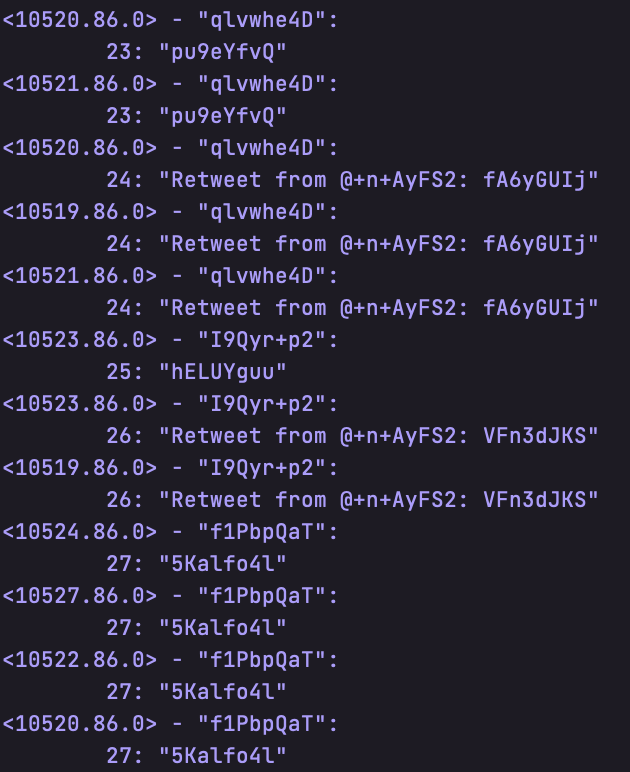 <10520.86.0> - "qlvwhe4D":
23: "pu9eYfvQ"
<10521.86.0> - "qlvwhe4D":
23: "pu9eYfvQ"
<10520.86.0> - "qlvwhe4D":
24: "Retweet from @+n+AyFS2: fA6yGUIj"
<10519.86.0> - "qlvwhe4D":
24: "Retweet from @+n+AyFS2: fA6yGUIj"
<10521.86.0> - "qlvwhe4D":
24: "Retweet from @+n+AyFS2: fA6yGUIj"
<10523.86.0> - "I9Qyr+p2":
25: "hELUYguu"
<10523.86.0> - "I9Qyr+p2":
26: "Retweet from @+n+AyFS2: VFn3dJKS"
<10519.86.0> - "I9Qyr+p2":
26: "Retweet from @+n+AyFS2: VFn3dJKS"
<10524.86.0> - "f1PbpQaT":
27: "5Kalfo4l"
<10527.86.0> - "f1PbpQaT":
27: "5Kalfo4l"
<10522.86.0> - "f1PbpQaT":
27: "5Kalfo4l"
<10520.86.0> - "f1PbpQaT":
27: "5Kalfo4l"